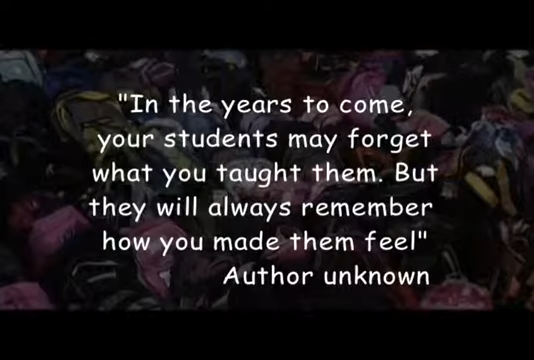 "In the years to come,
your students may forget
what you taught them. But
they will always remember
how you made them feel"
Author unknown